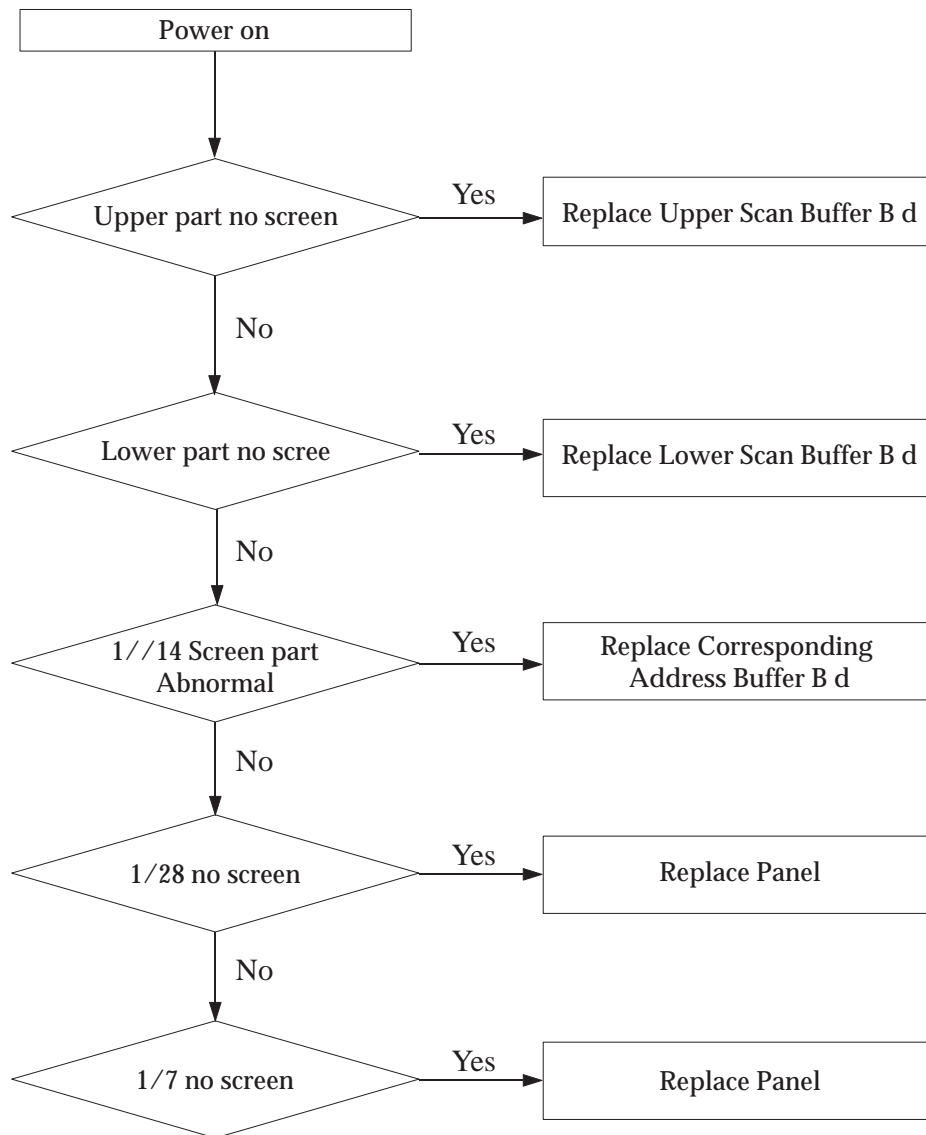 Power on
Upper part no screen
Yes
Replace Upper Scan Buffer B d
No
Lower part no scree
Yes
Replace Lower Scan Buffer B d
No
1//14 Screen part
Abnormal
Yes
Replace Corresponding
Address Buffer B d
No
1/28 no screen
Yes
Replace Panel
No
1/7 no screen
Yes
Replace Panel